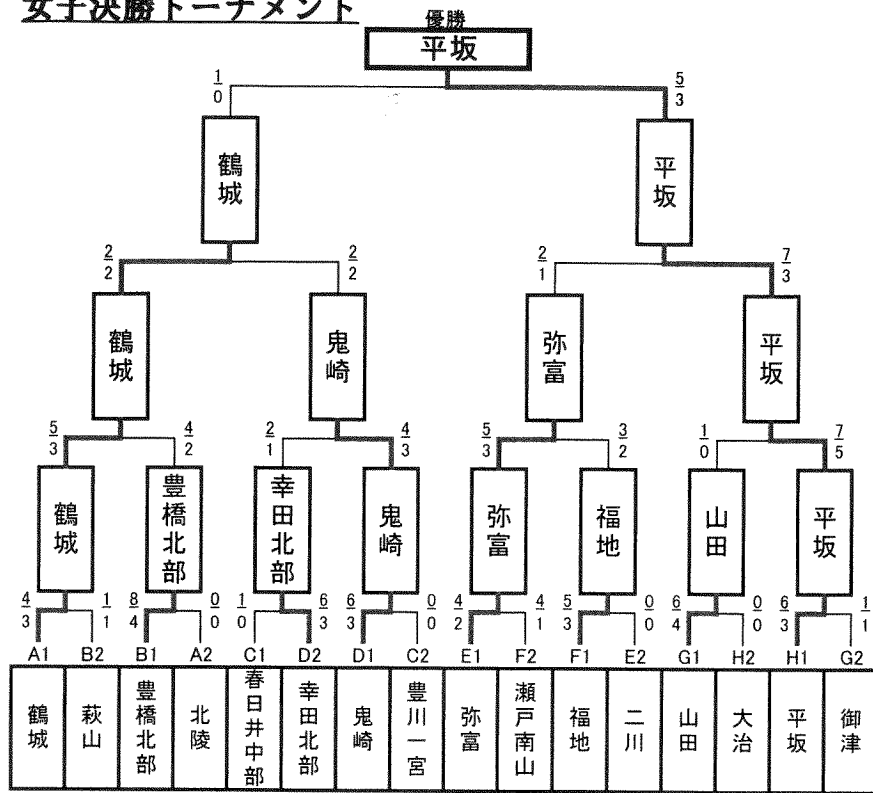 女子決勝トーナメント
優勝
平坂
1/0 5/3
鶴城 平坂
2/2 2/2 2/1 7/3
鶴城 鬼崎 弥富 平坂
5/3 4/2 2/1 4/3 5/3 3/2 1/0 7/5
鶴城 豊橋北部 幸田北部 鬼崎 弥富 福地 山田 平坂
4/3 1/1 8/4 0/0 1/0 6/3 6/3 0/0 4/2 4/1 5/3 0/0 6/4 0/0 6/3 1/1
A1 B2 B1 A2 C1 D2 D1 C2 E1 F2 F1 E2 G1 H2 H1 G2
鶴城 萩山 豊橋北部 北陵 春日井中部 幸田北部 鬼崎 豊川一宮 弥富 瀬戸南山 福地 二川 山田 大治 平坂 御津